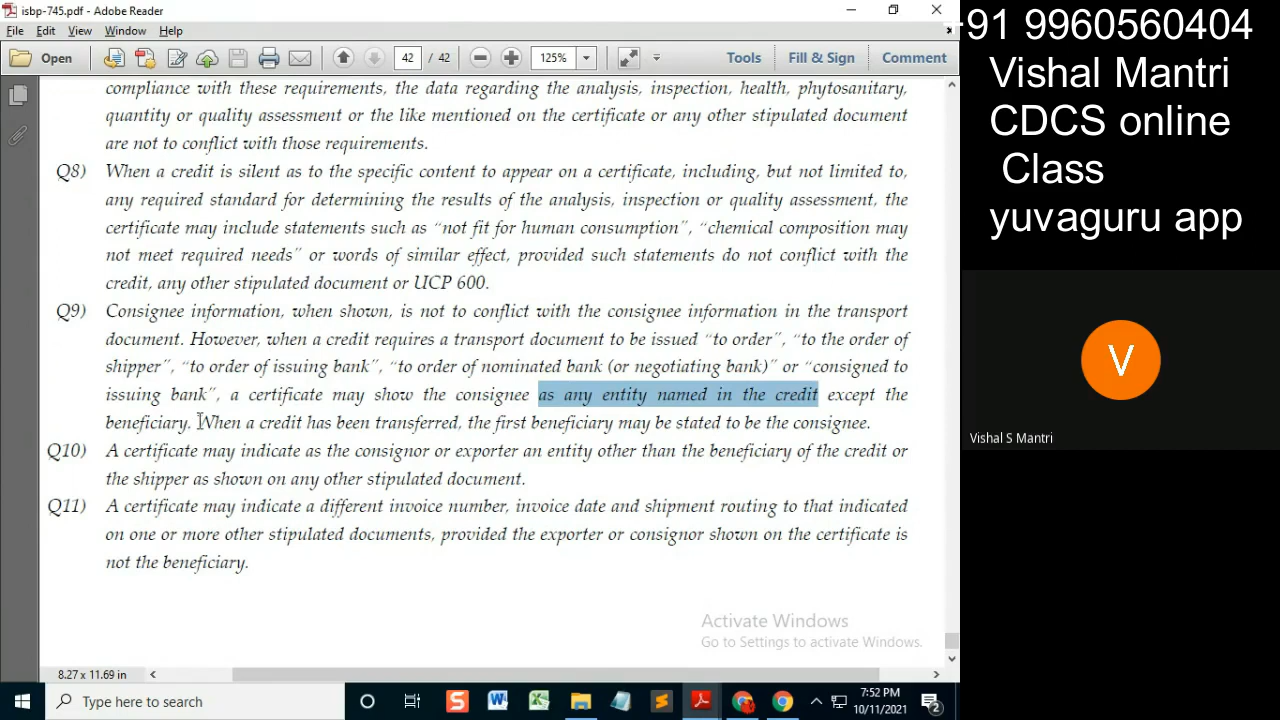 isbp-745.pdf - Adobe Reader
File Edit View Window Help
Open 42 / 42 125% Tools Fill & Sign Comment
compliance with these requirements, the data regarding the analysis, inspection, health, phytosanitary,
quantity or quality assessment or the like mentioned on the certificate or any other stipulated document
are not to conflict with those requirements.
Q8) When a credit is silent as to the specific content to appear on a certificate, including, but not limited to,
any required standard for determining the results of the analysis, inspection or quality assessment, the
certificate may include statements such as “not fit for human consumption”, “chemical composition may
not meet required needs” or words of similar effect, provided such statements do not conflict with the
credit, any other stipulated document or UCP 600.
Q9) Consignee information, when shown, is not to conflict with the consignee information in the transport
document. However, when a credit requires a transport document to be issued “to order”, “to the order of
shipper”, “to order of issuing bank”, “to order of nominated bank (or negotiating bank)” or “consigned to
issuing bank”, a certificate may show the consignee as any entity named in the credit except the
beneficiary. When a credit has been transferred, the first beneficiary may be stated to be the consignee.
Q10) A certificate may indicate as the consignor or exporter an entity other than the beneficiary of the credit or
the shipper as shown on any other stipulated document.
Q11) A certificate may indicate a different invoice number, invoice date and shipment routing to that indicated
on one or more other stipulated documents, provided the exporter or consignor shown on the certificate is
not the beneficiary.
Activate Windows
Go to Settings to activate Windows.
8.27 x 11.69 in
Type here to search
7:52 PM
10/11/2021
2
+91 9960560404
Vishal Mantri
CDCS online
Class
yuvaguru app
V
Vishal S Mantri